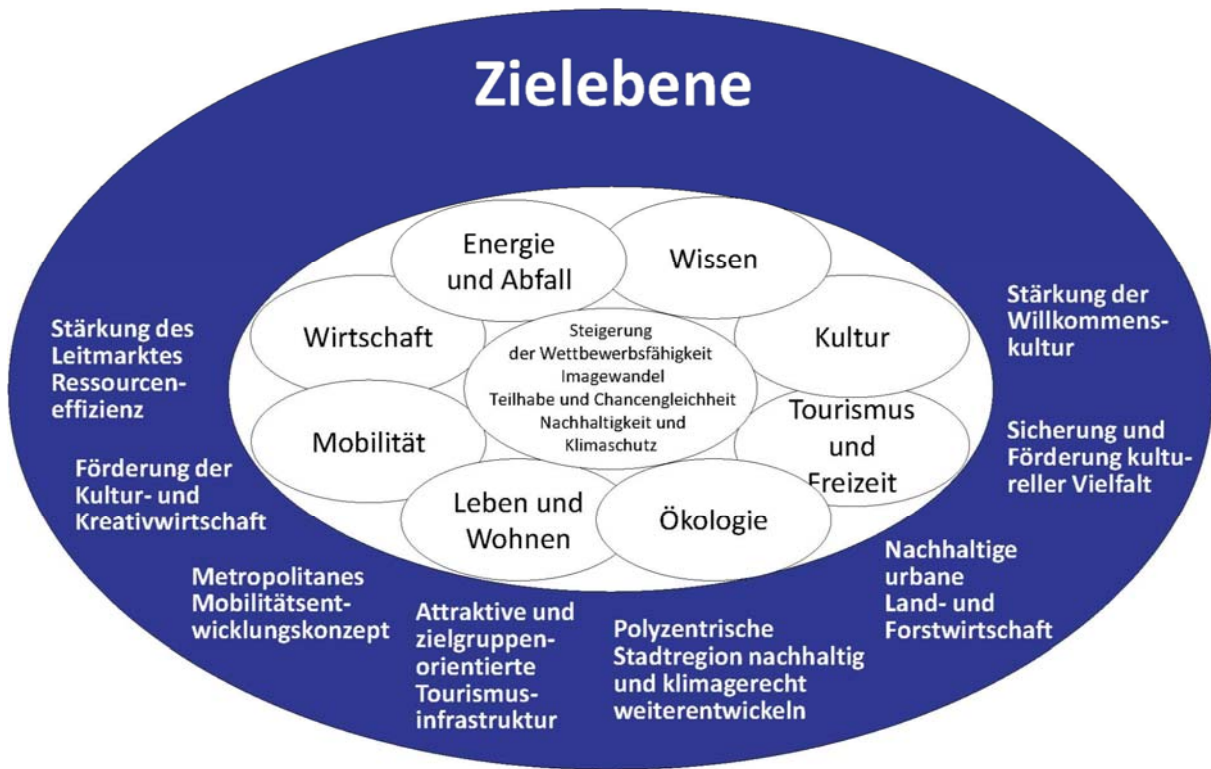 Zielebene
Energie
und Abfall
Wissen
Wirtschaft
Kultur
Steigerung
der Wettbewerbsfähigkeit
Imagewandel
Teilhabe und Chancengleichheit
Nachhaltigkeit und
Klimaschutz
Mobilität
Tourismus
und
Freizeit
Leben und
Wohnen
Ökologie
Stärkung des
Leitmarktes
Ressourcen-
effizienz
Förderung der
Kultur- und
Kreativwirtschaft
Metropolitanes
Mobilitätsent-
wicklungskonzept
Attraktive und
zielgruppen-
orientierte
Tourismus-
infrastruktur
Polyzentrische
Stadtregion nachhaltig
und klimagerecht
weiterentwickeln
Nachhaltige
urbane
Land- und
Forstwirtschaft
Sicherung und
Förderung kultu-
reller Vielfalt
Stärkung der
Willkommens-
kultur